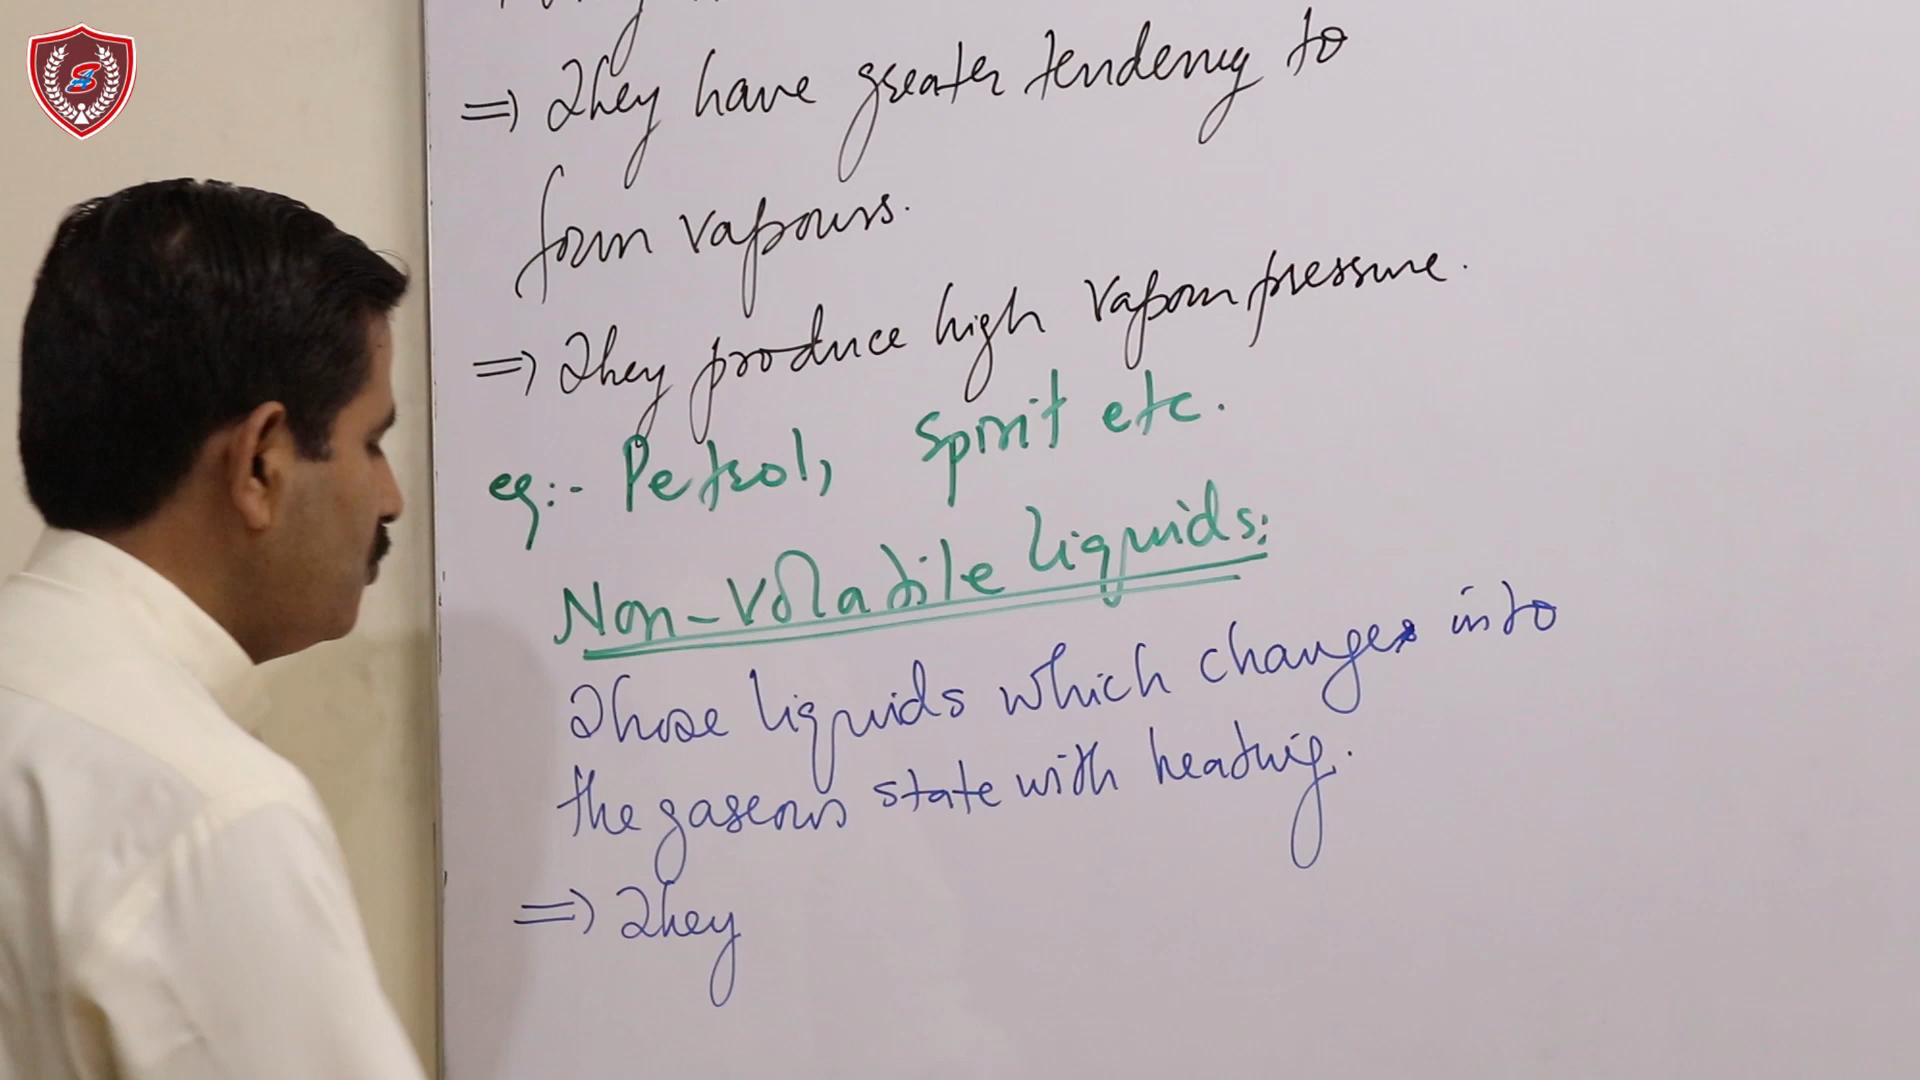 => They have greater tendency to
form vapours.
=> They produce high vapour pressure.
eg:- Petrol, Spirit etc.
Non-Volatile liquids:
Those liquids which changes into
the gaseous state with heating.
=> They